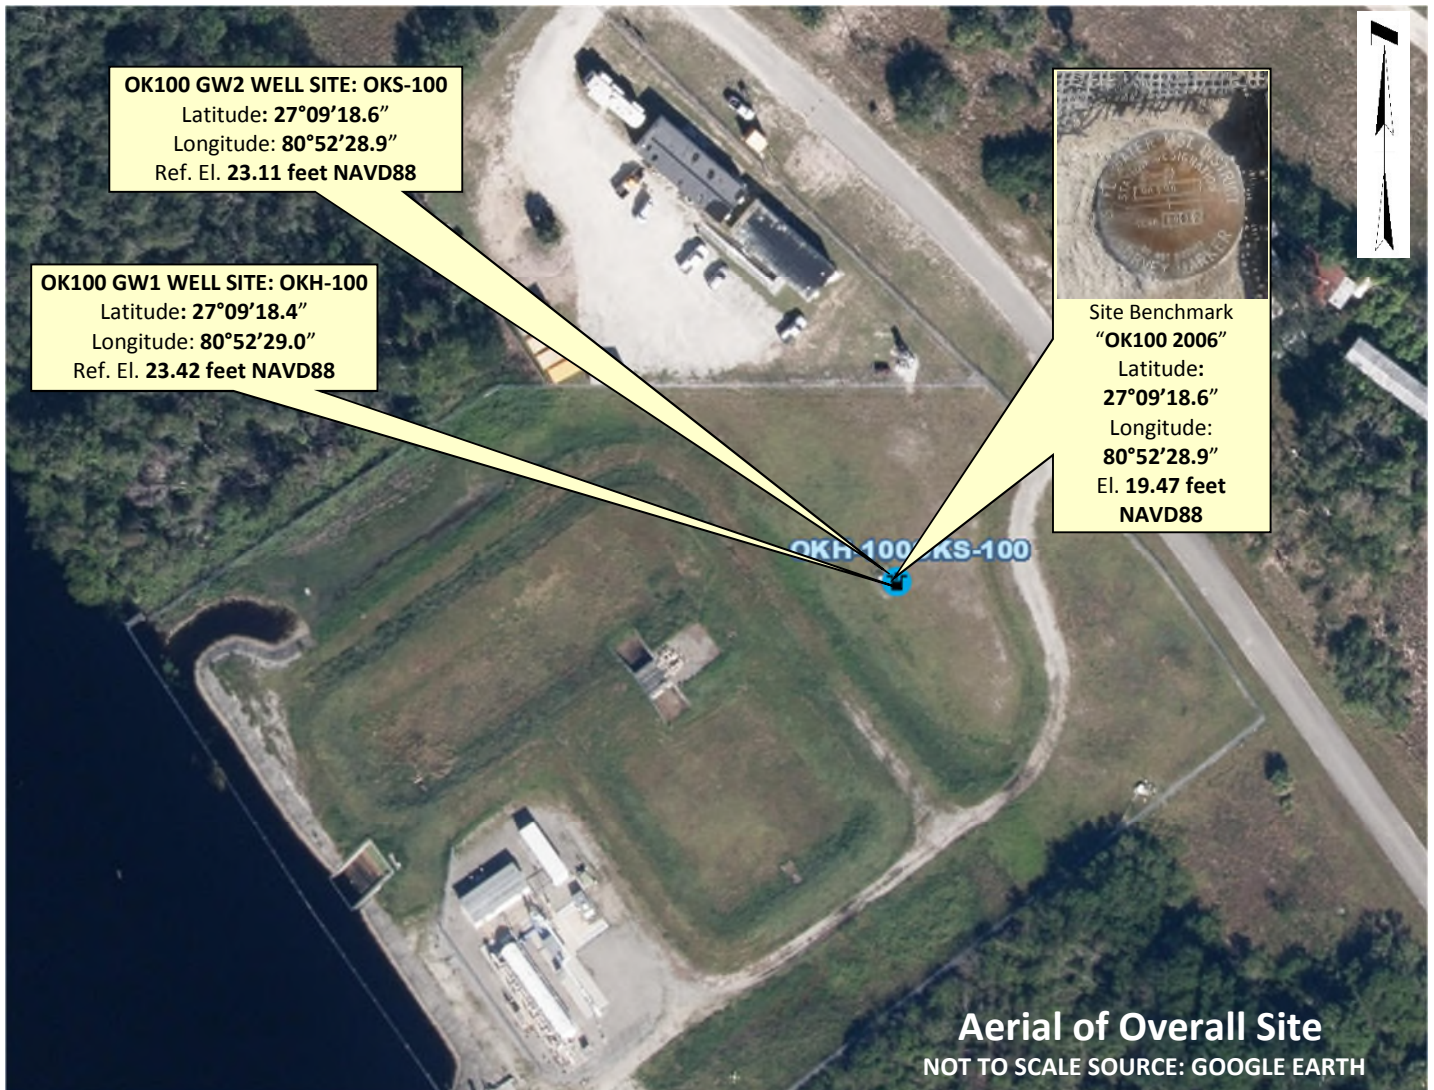 OK100 GW2 WELL SITE: OKS-100
Latitude: 27°09’18.6”
Longitude: 80°52’28.9”
Ref. El. 23.11 feet NAVD88
OK100 GW1 WELL SITE: OKH-100
Latitude: 27°09’18.4”
Longitude: 80°52’29.0”
Ref. El. 23.42 feet NAVD88
Site Benchmark
“OK100 2006”
Latitude:
27°09’18.6”
Longitude:
80°52’28.9”
El. 19.47 feet
NAVD88
OKH-100 KS-100
Aerial of Overall Site
NOT TO SCALE SOURCE: GOOGLE EARTH